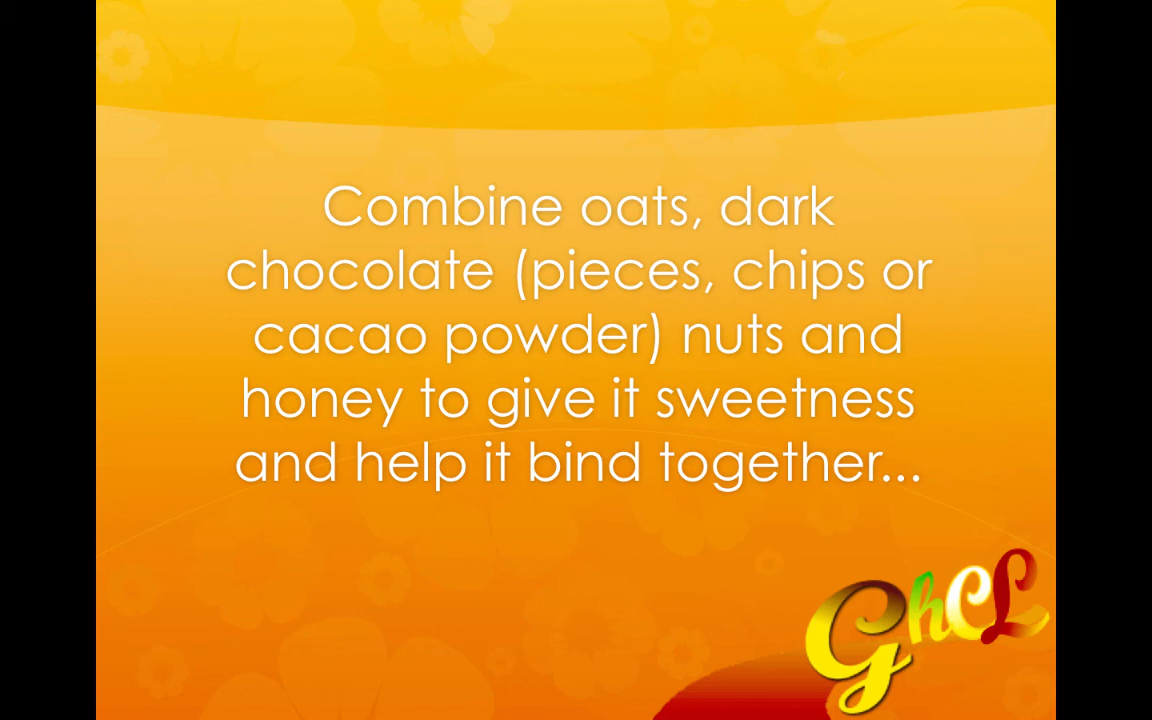 Combine oats, dark
chocolate (pieces, chips or
cacao powder) nuts and
honey to give it sweetness
and help it bind together...
GhCL